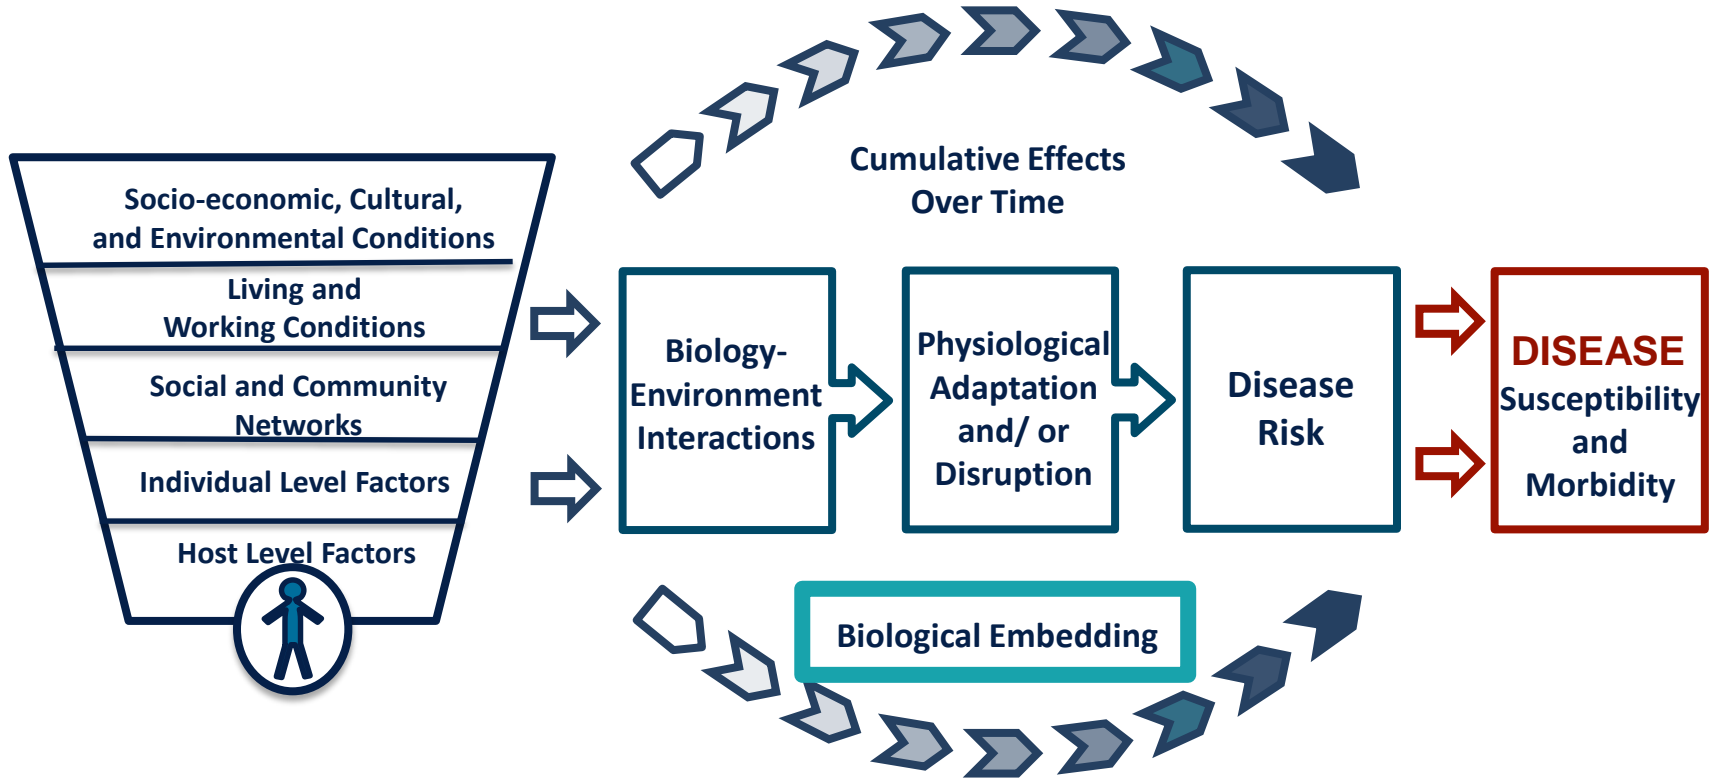 Cumulative Effects
Over Time
Socio-economic, Cultural,
and Environmental Conditions
Living and
Working Conditions
Social and Community
Networks
Individual Level Factors
Host Level Factors
Biology-
Environment
Interactions
Physiological
Adaptation
and/ or
Disruption
Disease
Risk
DISEASE
Susceptibility
and
Morbidity
Biological Embedding